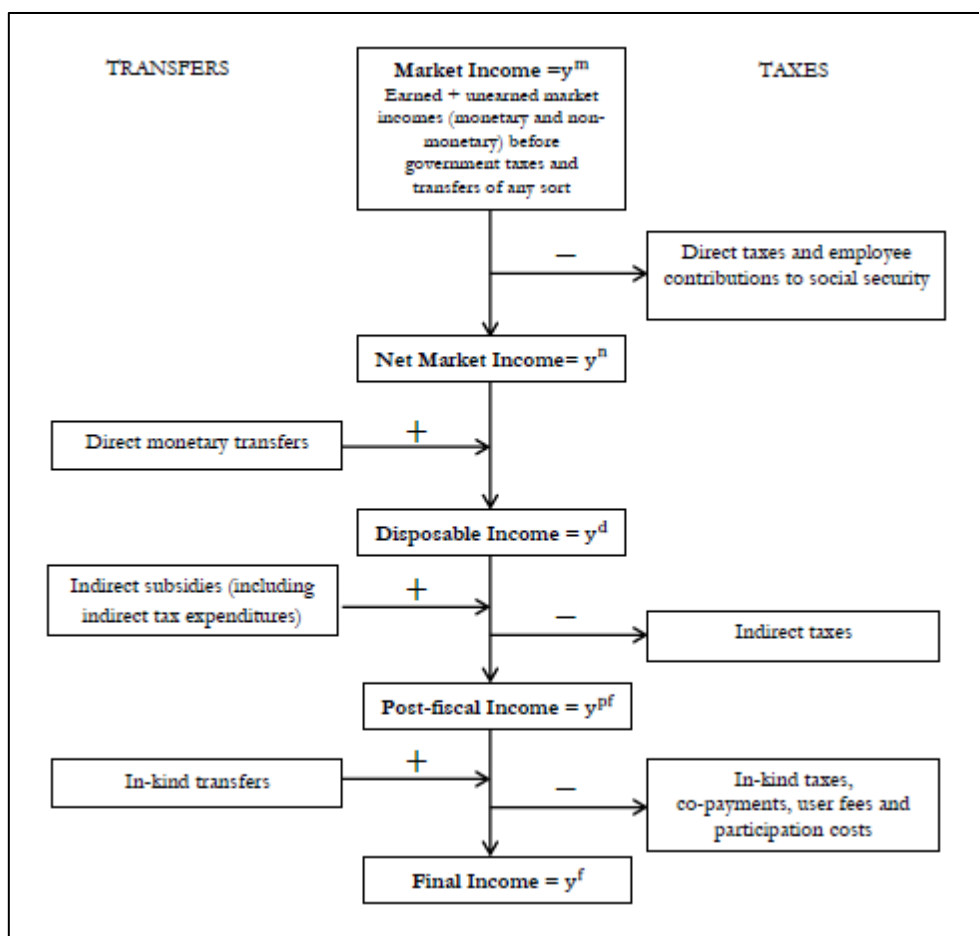 TRANSFERS
Market Income =y^m
TAXES
Earned + unearned market
incomes (monetary and non-
monetary) before
government taxes and
transfers of any sort
−
Direct taxes and employee
contributions to social security
Net Market Income= y^n
+
Direct monetary transfers
Disposable Income = y^d
Indirect subsidies (including
indirect tax expenditures)
+
−
Indirect taxes
Post-fiscal Income = y^pf
+
In-kind transfers
−
In-kind taxes,
co-payments, user fees and
participation costs
Final Income = y^f